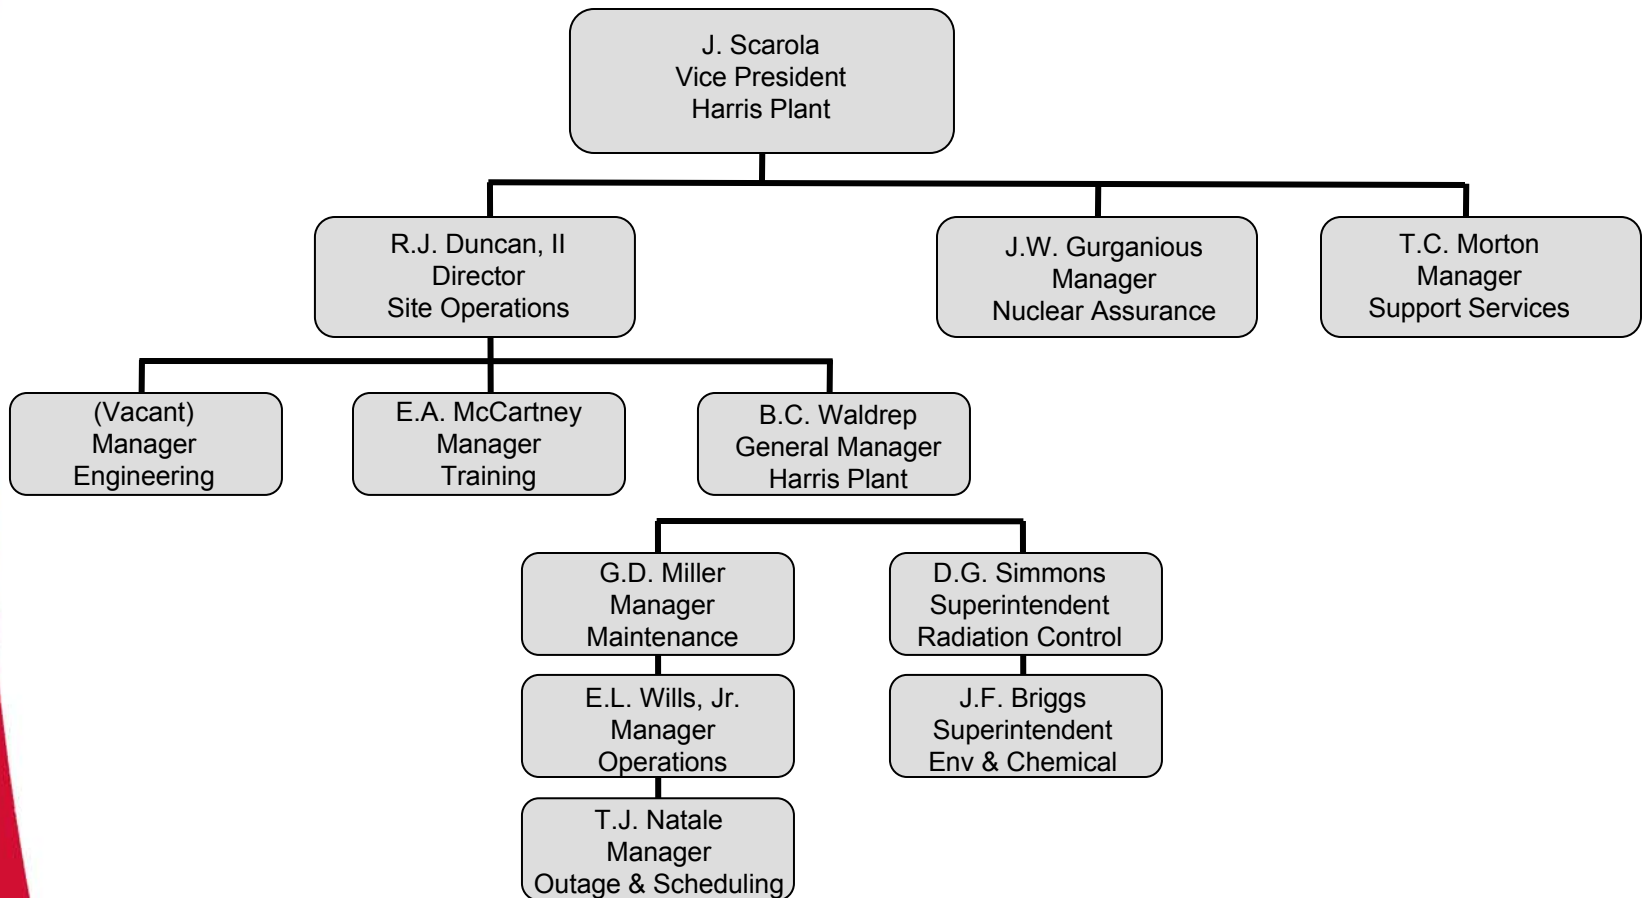 J. Scarola
Vice President
Harris Plant
R.J. Duncan, II
Director
Site Operations
J.W. Gurganious
Manager
Nuclear Assurance
T.C. Morton
Manager
Support Services
(Vacant)
Manager
Engineering
E.A. McCartney
Manager
Training
B.C. Waldrep
General Manager
Harris Plant
G.D. Miller
Manager
Maintenance
D.G. Simmons
Superintendent
Radiation Control
E.L. Wills, Jr.
Manager
Operations
J.F. Briggs
Superintendent
Env & Chemical
T.J. Natale
Manager
Outage & Scheduling